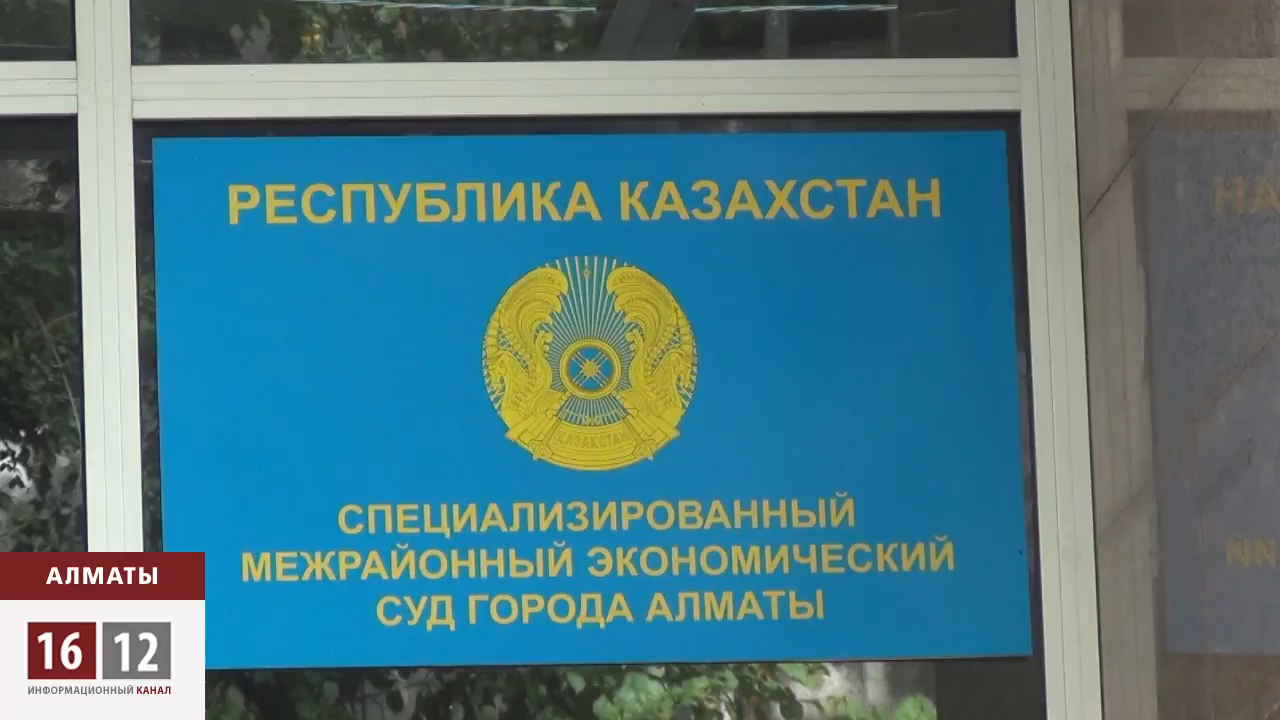 РЕСПУБЛИКА КАЗАХСТАН
ҚАЗАҚСТАН
СПЕЦИАЛИЗИРОВАННЫЙ
МЕЖРАЙОННЫЙ ЭКОНОМИЧЕСКИЙ
СУД ГОРОДА АЛМАТЫ
АЛМАТЫ
16 12
ИНФОРМАЦИОННЫЙ КАНАЛ